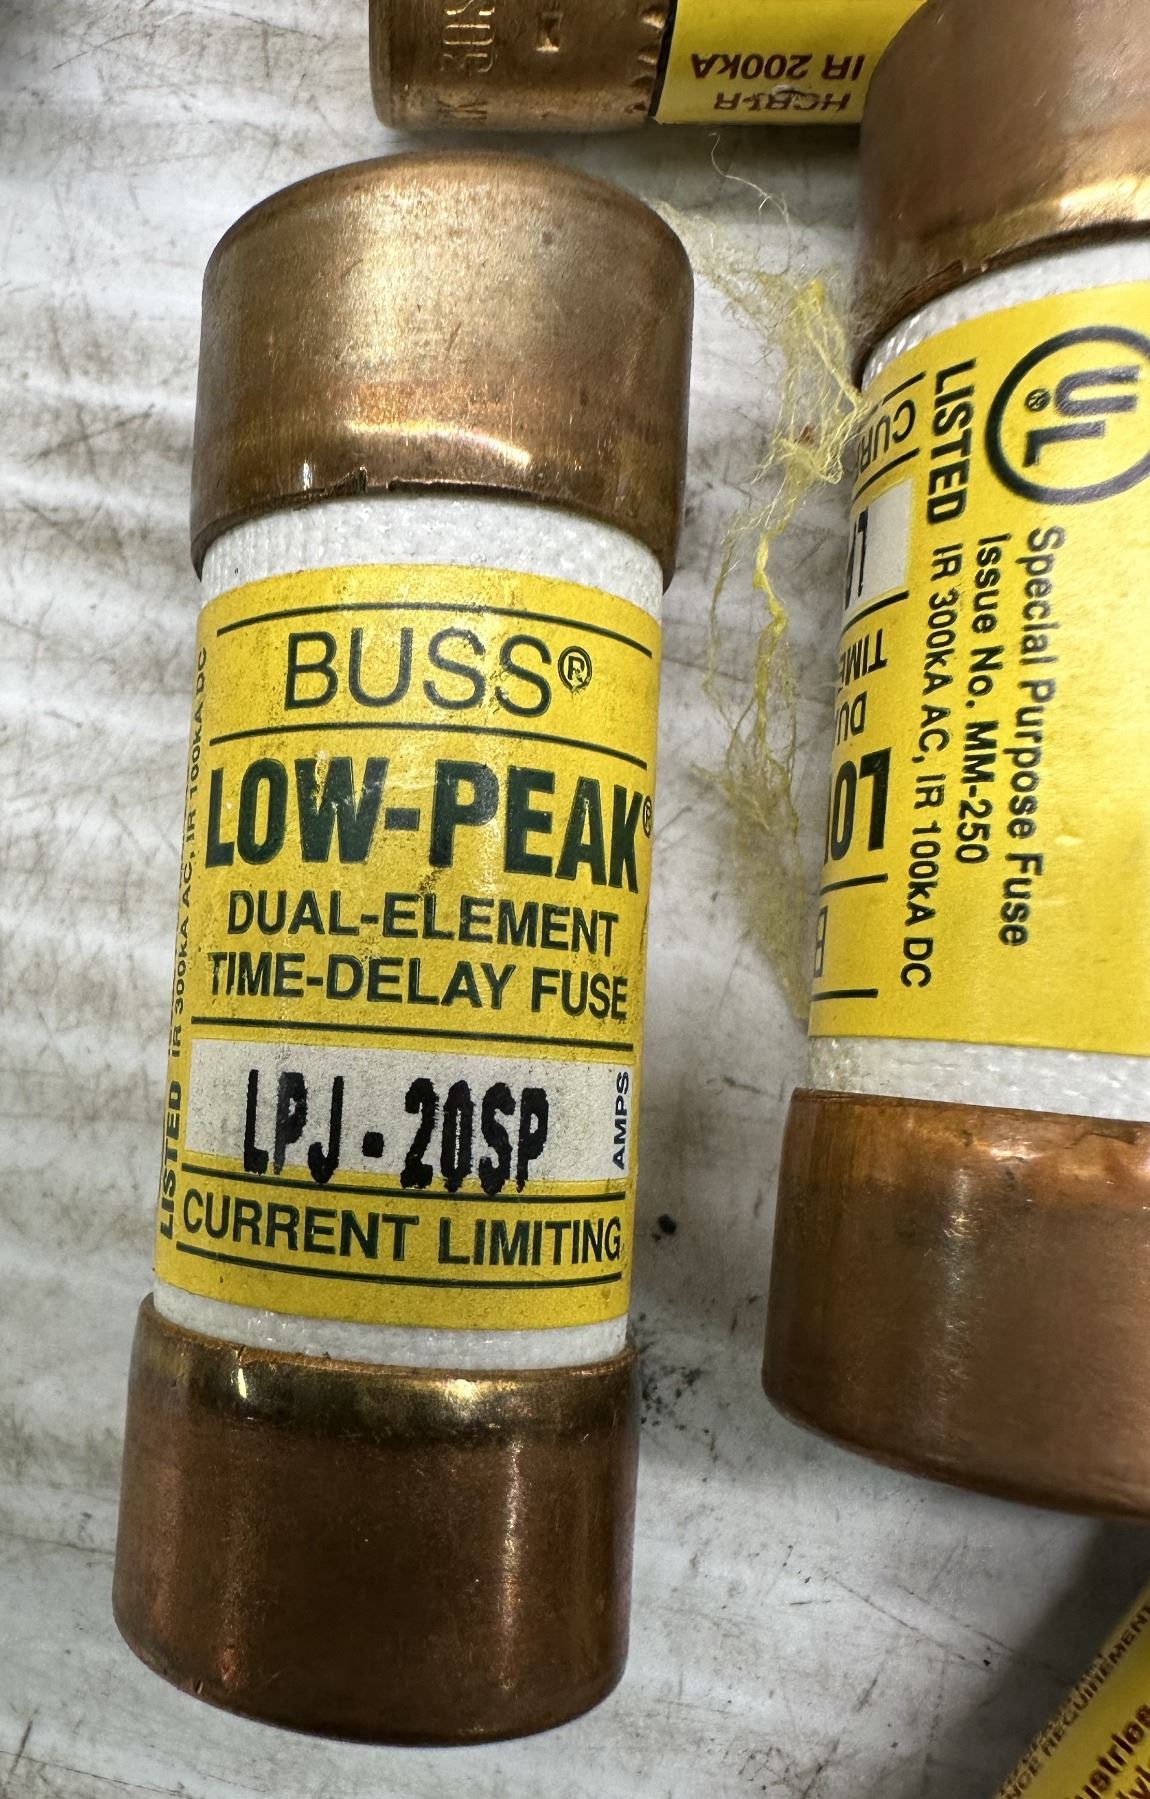 BUSS®
LOW-PEAK®
DUAL-ELEMENT
TIME-DELAY FUSE
LPJ-20SP
AMPS
CURRENT LIMITING
LISTED IR 300kA AC, IR 100kA DC
IR 200kA
UL®
LISTED IR 300kA AC, IR 100kA DC
Special Purpose Fuse
Issue No. MM-250